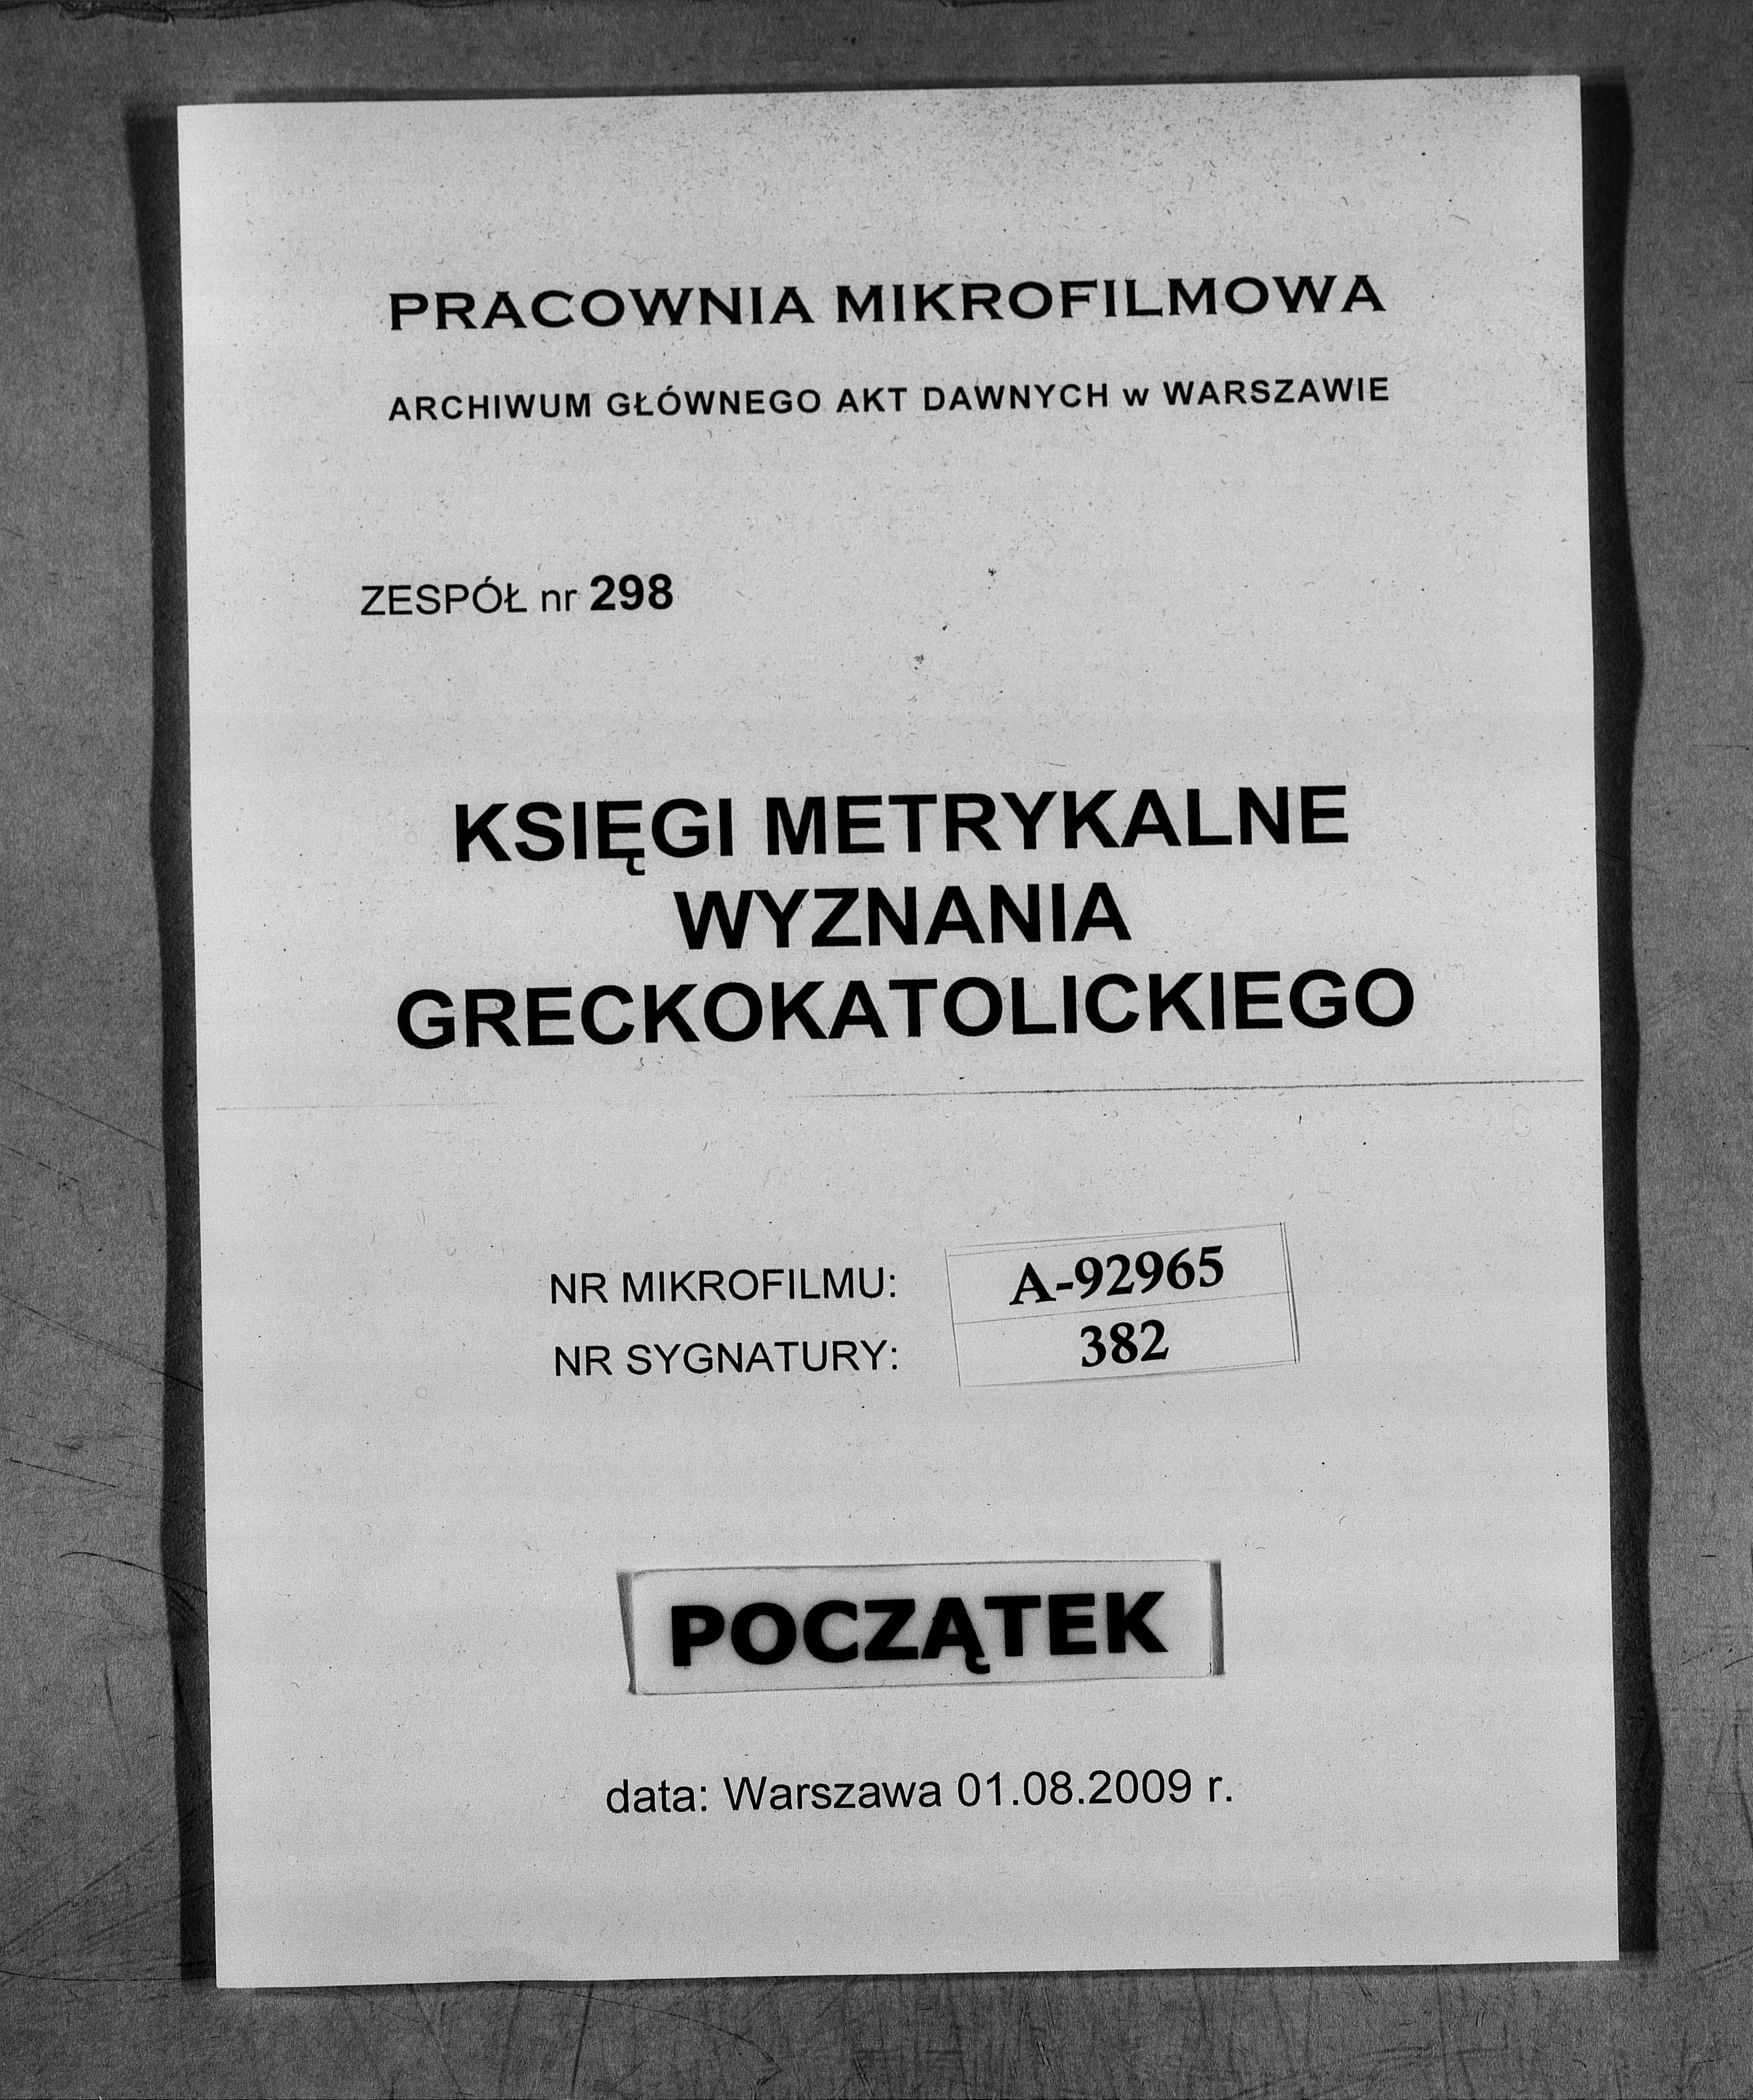 PRACOWNIA MIKROFILMOWA
ARCHIWUM GŁÓWNEGO AKT DAWNYCH w WARSZAWIE
ZESPÓŁ nr 298
KSIĘGI METRYKALNE
WYZNANIA
GRECKOKATOLICKIEGO
NR MIKROFILMU: A-92965
NR SYGNATURY: 382
POCZĄTEK
data: Warszawa 01.08.2009 r.